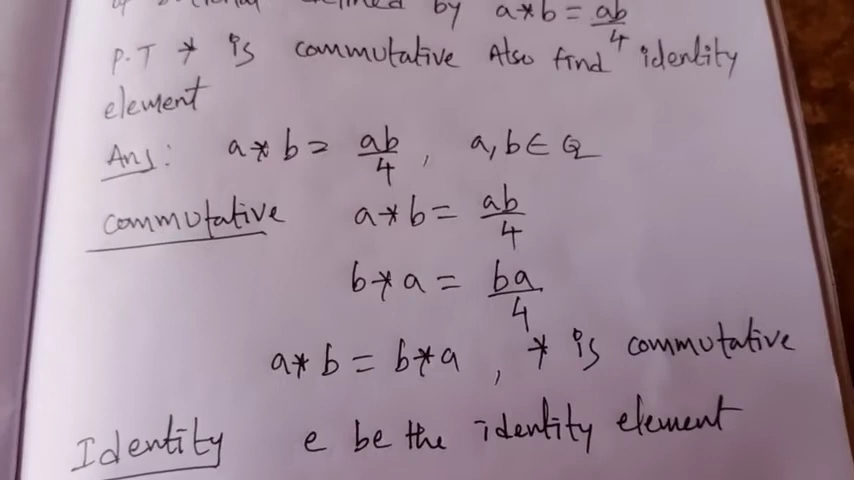 by a * b = ab/4
P.T * is commutative Also find identity
element
Ans: a * b = ab/4, a, b ∈ Q
commutative a * b = ab/4
b * a = ba/4
a * b = b * a , * is commutative
Identity e be the identity element